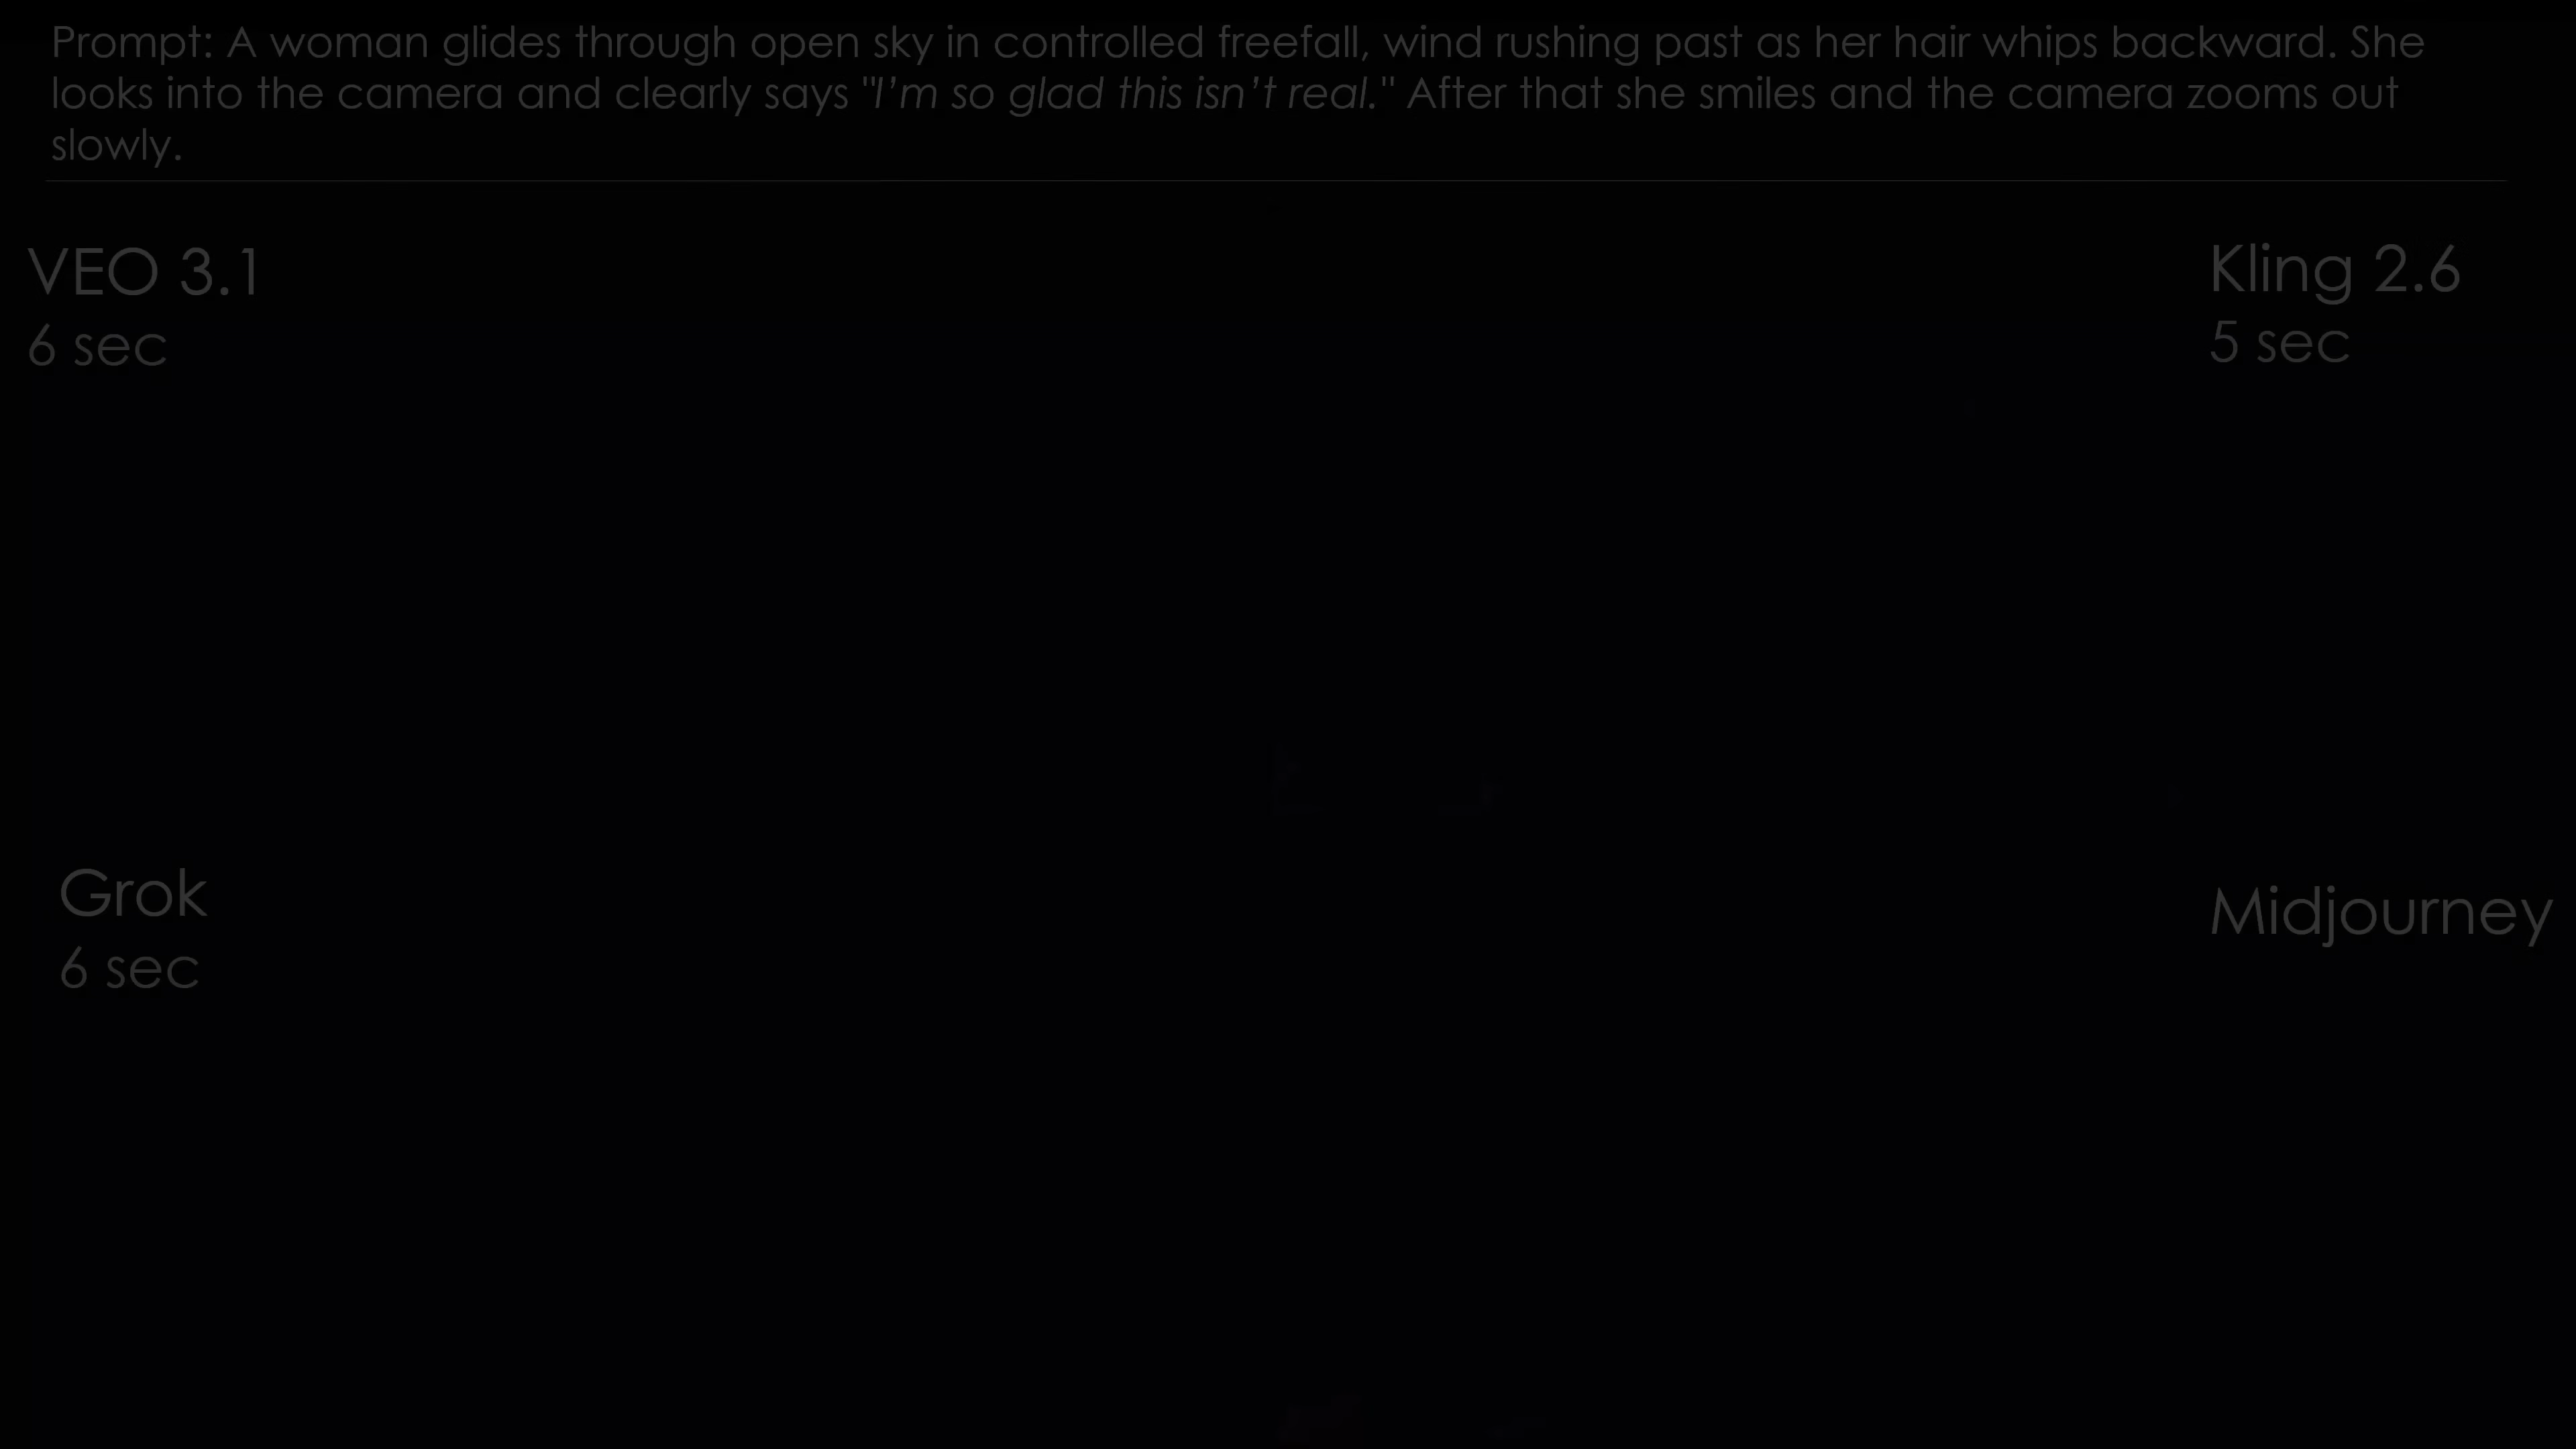 Prompt: A woman glides through open sky in controlled freefall, wind rushing past as her hair whips backward. She
looks into the camera and clearly says "I’m so glad this isn’t real." After that she smiles and the camera zooms out
slowly.
VEO 3.1
6 sec
Kling 2.6
5 sec
Grok
6 sec
Midjourney